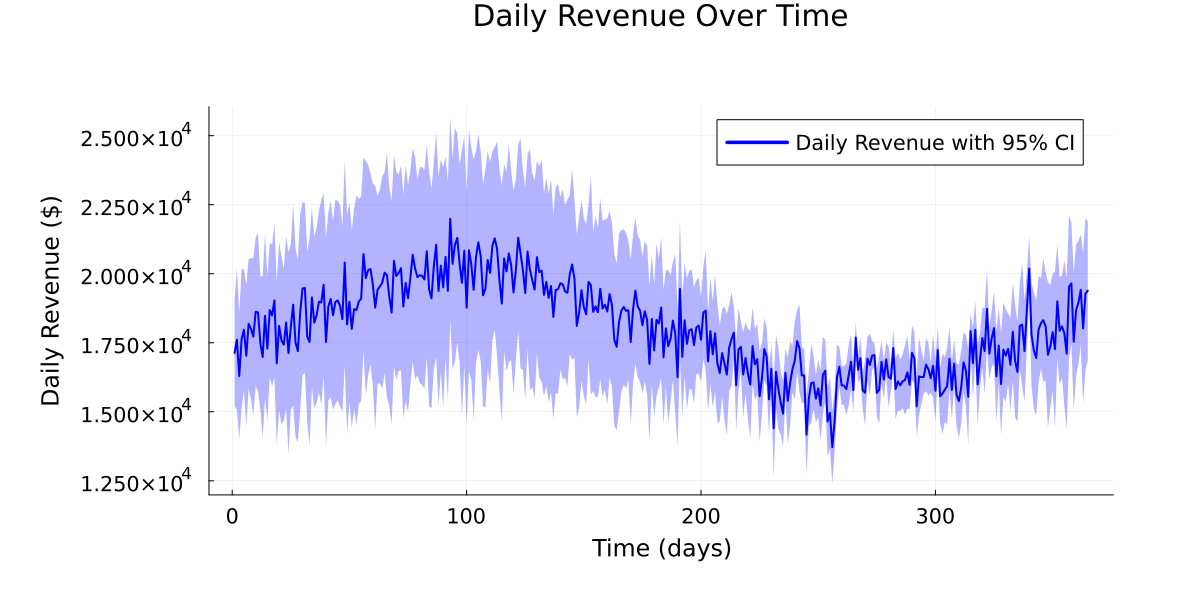 Daily Revenue Over Time
Daily Revenue with 95% CI
Daily Revenue ($)
2.500×10⁴
2.250×10⁴
2.000×10⁴
1.750×10⁴
1.500×10⁴
1.250×10⁴
0 100 200 300
Time (days)